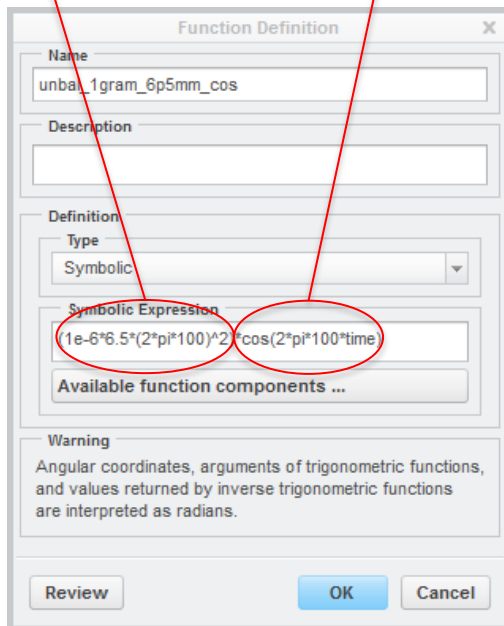 Function Definition
Name
unbal_1gram_6p5mm_cos
Description
Definition
Type
Symbolic
Symbolic Expression
(1e-6*6.5*(2*pi*100)^2)*cos(2*pi*100*time)
Available function components ...
Warning
Angular coordinates, arguments of trigonometric functions,
and values returned by inverse trigonometric functions
are interpreted as radians.
Review
OK
Cancel